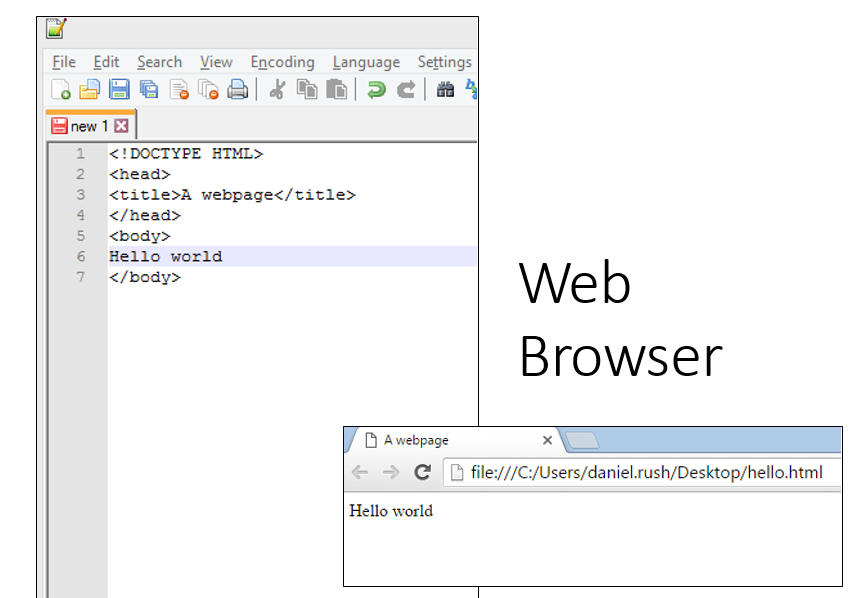 File Edit Search View Encoding Language Settings
new 1
1 <!DOCTYPE HTML>
2 <head>
3 <title>A webpage</title>
4 </head>
5 <body>
6 Hello world
7 </body>
Web
Browser
A webpage
file:///C:/Users/daniel.rush/Desktop/hello.html
Hello world